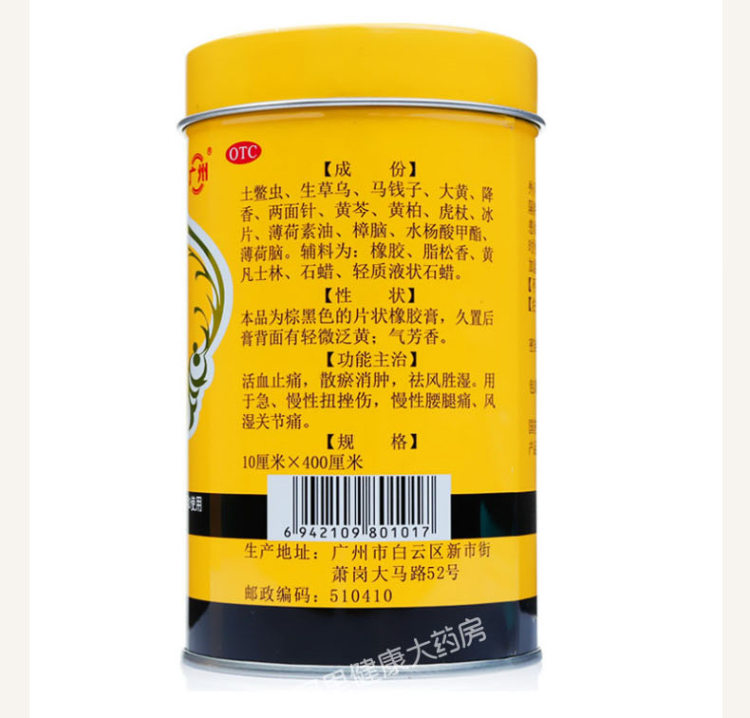 广州®
OTC
【成 份】
土鳖虫、生草乌、马钱子、大黄、降
香、两面针、黄芩、黄柏、虎杖、冰
片、薄荷素油、樟脑、水杨酸甲酯、
薄荷脑。辅料为：橡胶、脂松香、黄
凡士林、石蜡、轻质液状石蜡。
【性 状】
本品为棕黑色的片状橡胶膏，久置后
膏背面有轻微泛黄；气芳香。
【功能主治】
活血止痛，散瘀消肿，祛风胜湿。用
于急、慢性扭挫伤，慢性腰腿痛、风
湿关节痛。
【规 格】
10厘米×400厘米
使用
6 942109 801017
生产地址：广州市白云区新市街
萧岗大马路52号
邮政编码：510410
健康大药房